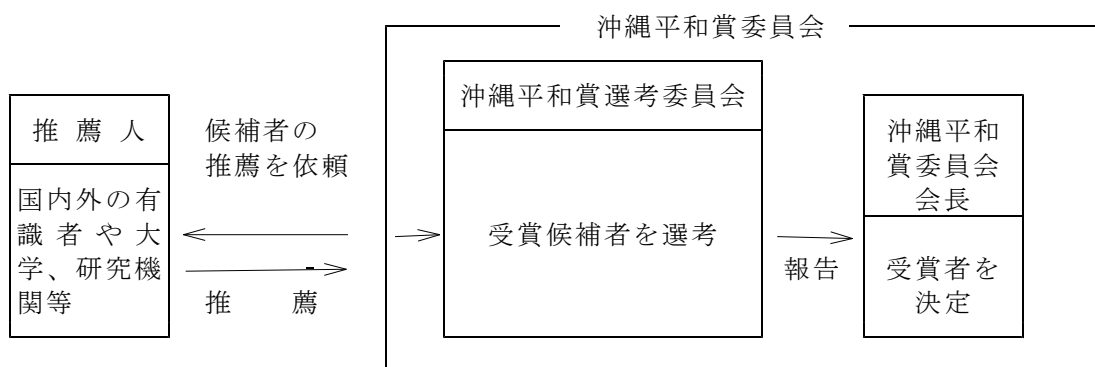 沖縄平和賞委員会
沖縄平和賞選考委員会
推薦人
候補者の
推薦を依頼
沖縄平和
賞委員会
会長
国内外の有
識者や大
学、研究機
関等
受賞候補者を選考
推薦
報告
受賞者を
決定